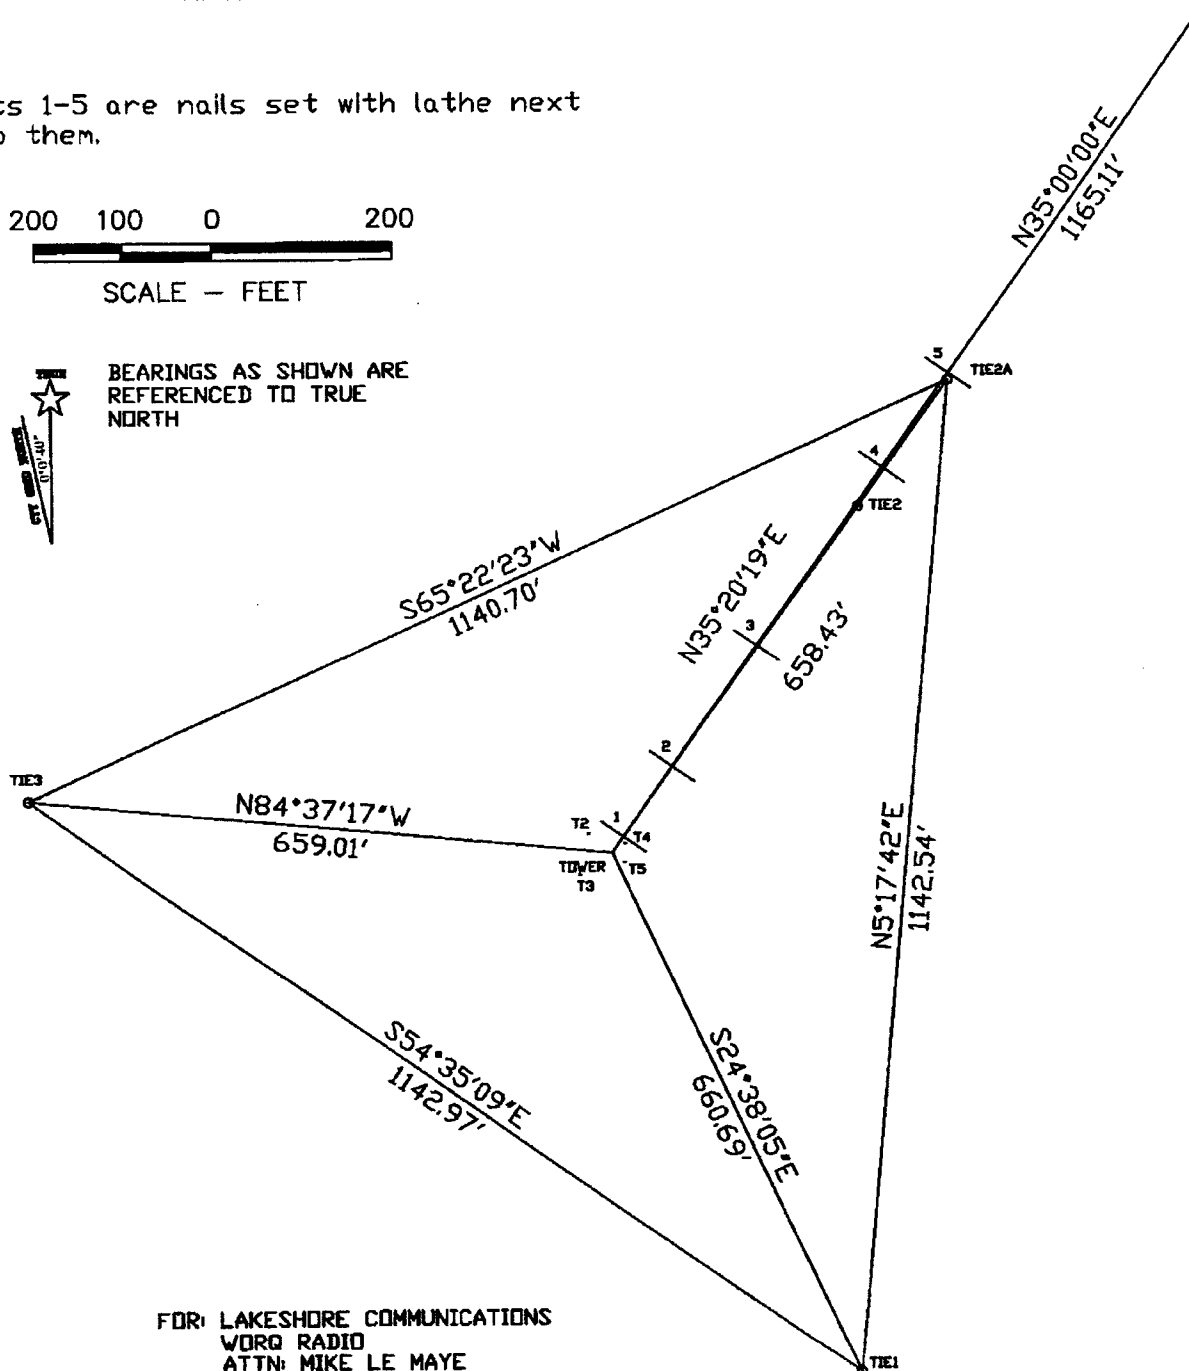 ts 1-5 are nails set with lathe next
o them.
200 100 0 200
SCALE - FEET
BEARINGS AS SHOWN ARE
REFERENCED TO TRUE
NORTH
N35°00'00"E
1165.11'
5
TIE2A
4
TIE2
S65°22'23"W
1140.70'
N35°20'19"E
658.43'
3
2
TIE3
N84°37'17"W
659.01'
T2
1
T4
TOWER
T5
T3
N5°17'42"E
1142.54'
S54°35'09"E
1142.97'
S24°38'05"E
660.69'
TIE1
FOR: LAKESHORE COMMUNICATIONS
WORQ RADIO
ATTN: MIKE LE MAYE